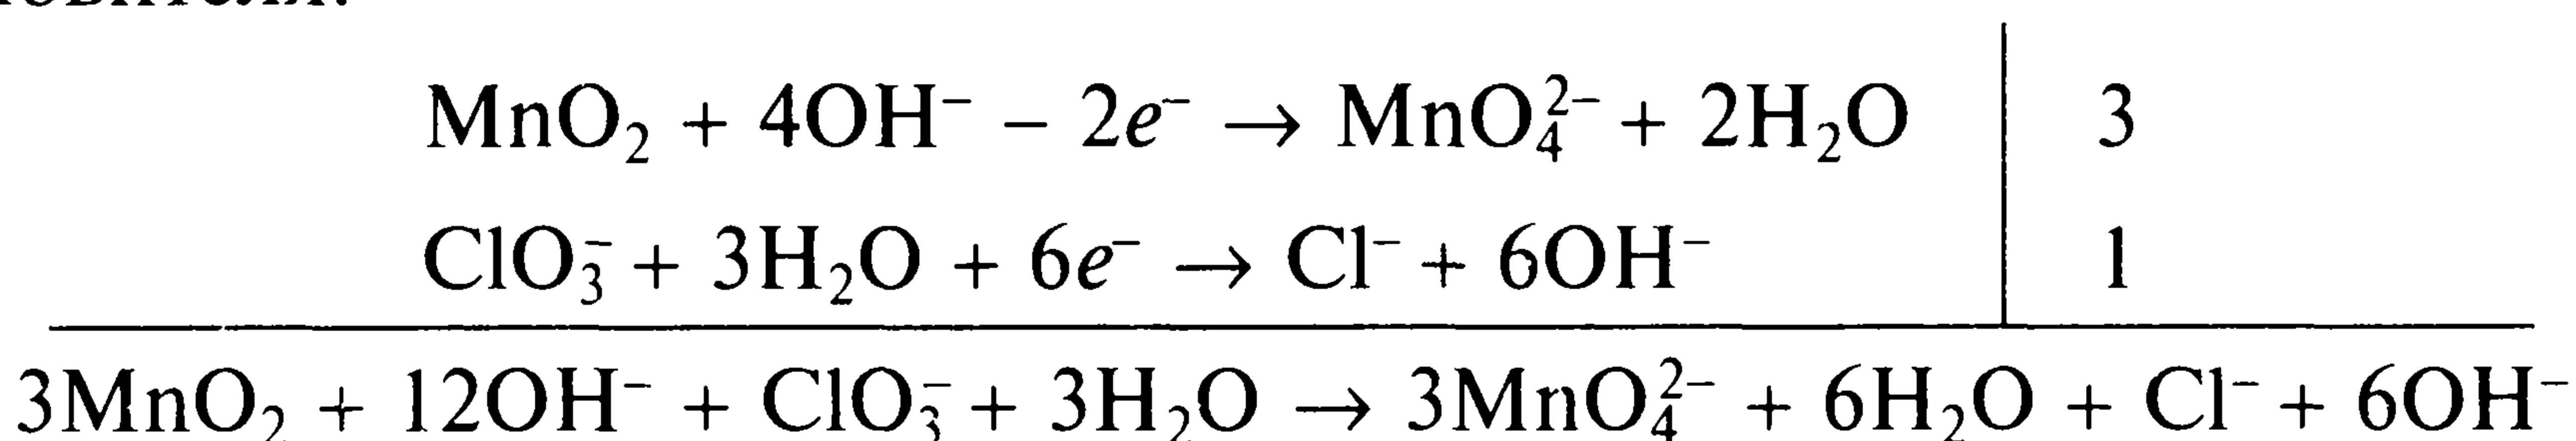 MnO₂ + 4OH⁻ − 2e⁻ → MnO₄²⁻ + 2H₂O | 3
ClO₃⁻ + 3H₂O + 6e⁻ → Cl⁻ + 6OH⁻ | 1
3MnO₂ + 12OH⁻ + ClO₃⁻ + 3H₂O → 3MnO₄²⁻ + 6H₂O + Cl⁻ + 6OH⁻